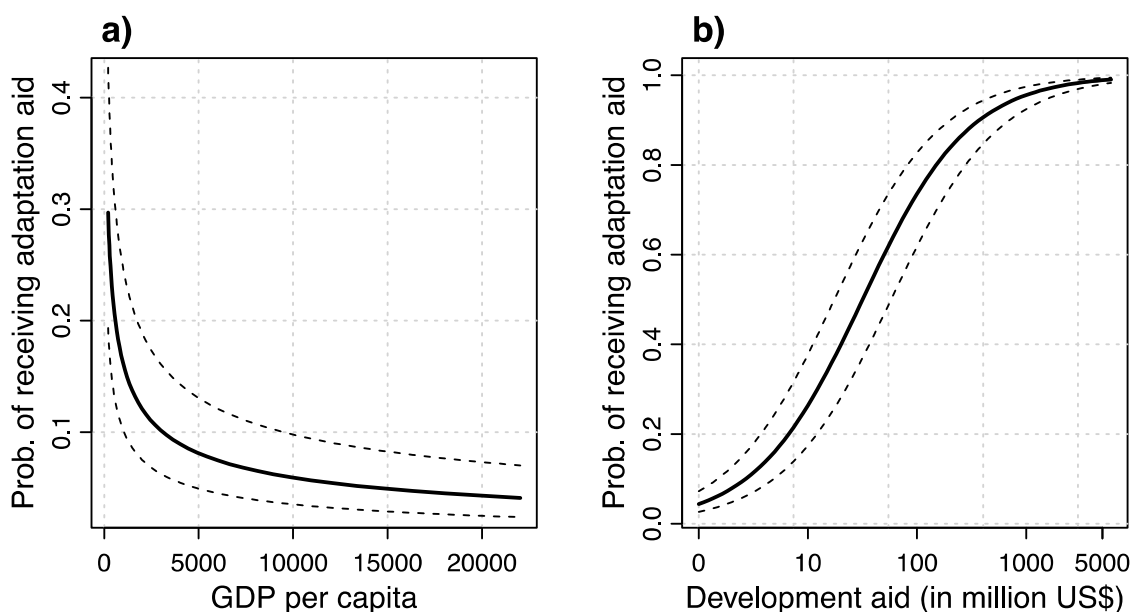 a)
Prob. of receiving adaptation aid
0.4
0.3
0.2
0.1
0 5000 10000 15000 20000
GDP per capita
b)
Prob. of receiving adaptation aid
1.0
0.8
0.6
0.4
0.2
0.0
0 10 100 1000 5000
Development aid (in million US$)